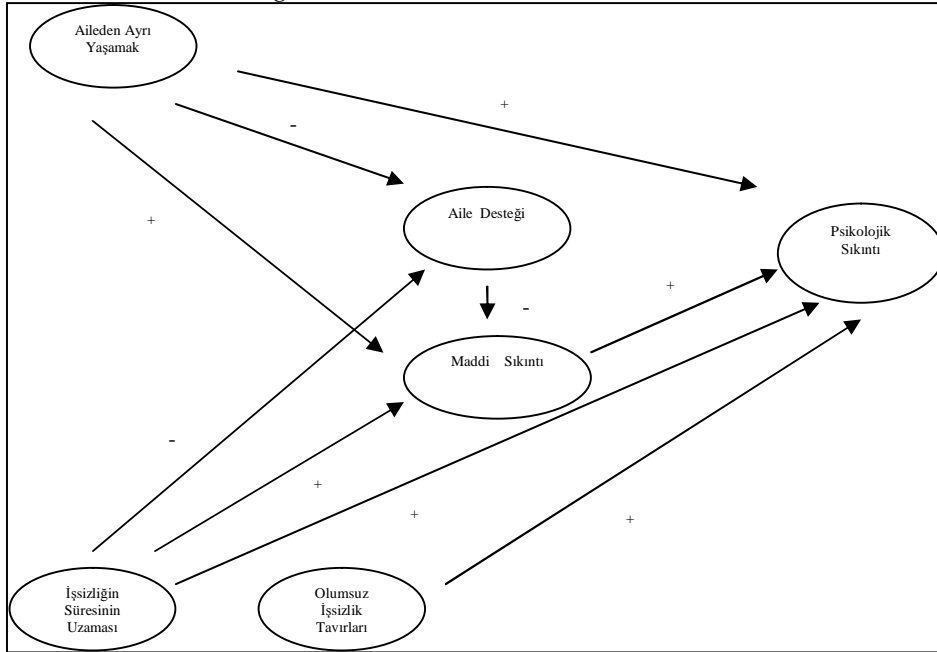 Aileden Ayrı
Yaşamak
+
-
+
Aile Desteği
Psikolojik
Sıkıntı
+
-
Maddi Sıkıntı
-
+
+
+
İşsizliğin
Süresinin
Uzaması
Olumsuz
İşsizlik
Tavırları